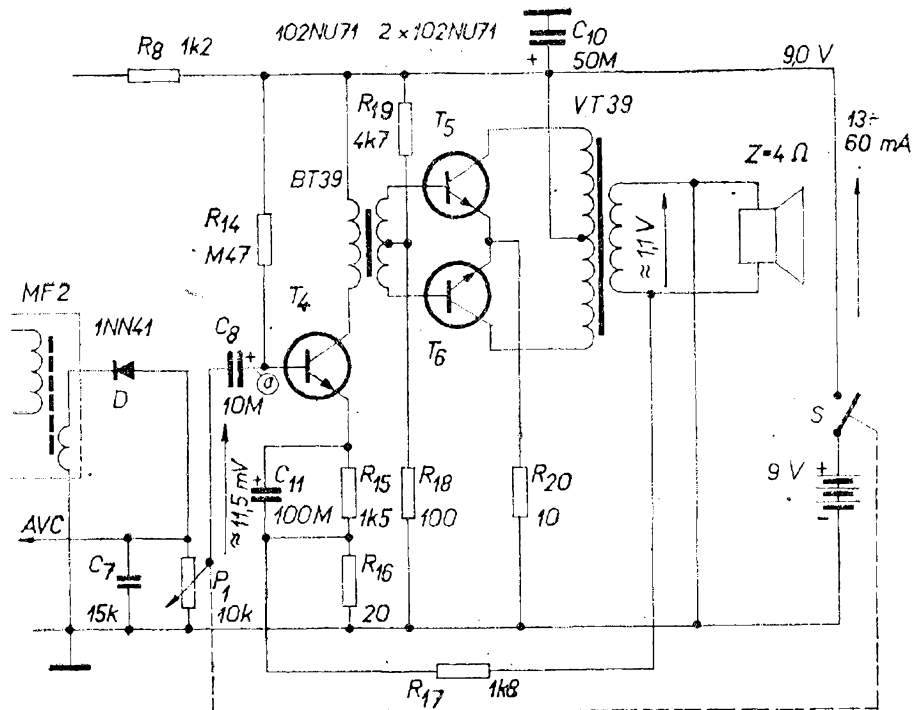 102NU71 2×102NU71
R8 1k2
C10
50M
9,0 V
VT39
R19
4k7
T5
13÷
60 mA
Z=4 Ω
BT39
R14
M47
≈1,1V
MF2
T4
1NN41
C8
T6
D
10M
a
S
+
≈11,5 mV
C11
100M
R15
1k5
R18
100
R20
10
9 V +
-
AVC
C7
15k
P1
10k
R16
20
R17 1k8